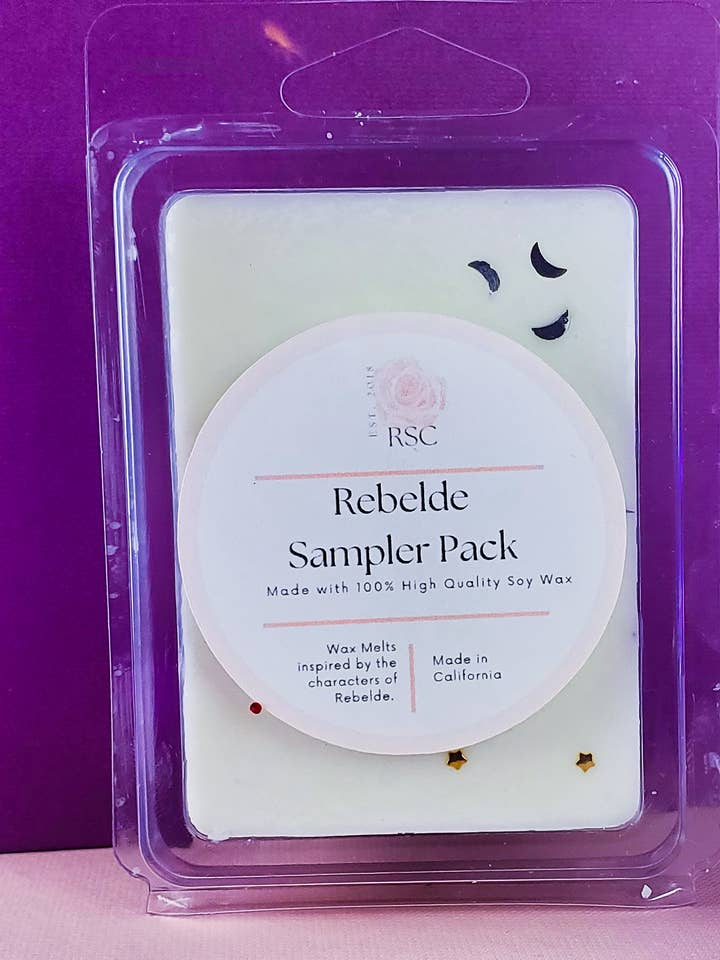 EST. 2018
RSC
Rebelde
Sampler Pack
Made with 100% High Quality Soy Wax
Wax Melts
inspired by the
characters of
Rebelde.
Made in
California